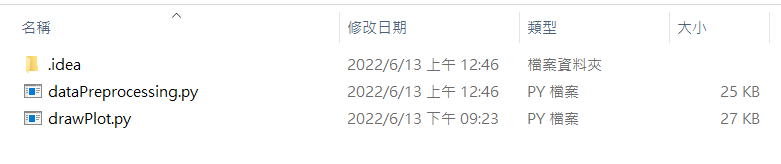 名稱 修改日期 類型 大小
.idea 2022/6/13 上午 12:46 檔案資料夾
dataPreprocessing.py 2022/6/13 上午 12:46 PY 檔案 25 KB
drawPlot.py 2022/6/13 下午 09:23 PY 檔案 27 KB